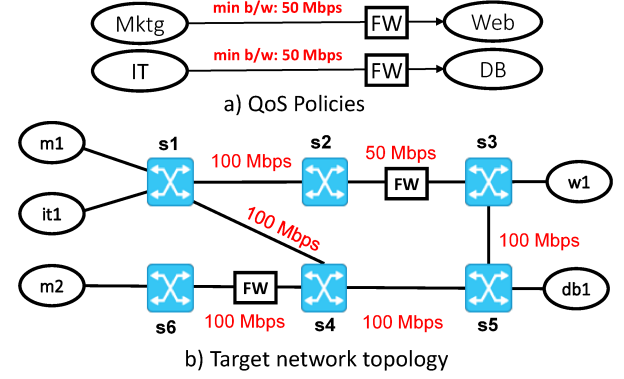 min b/w: 50 Mbps
Mktg FW Web
min b/w: 50 Mbps
IT FW DB
a) QoS Policies
m1 s1 s2 s3
100 Mbps 50 Mbps
FW w1
it1
100 Mbps 100 Mbps
m2 FW db1
s6 100 Mbps s4 100 Mbps s5
b) Target network topology